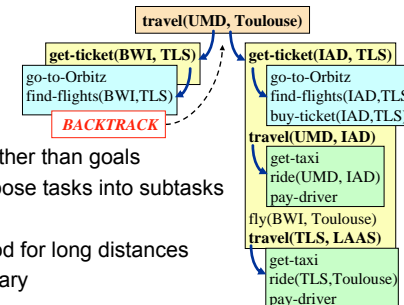 travel(UMD, Toulouse)
get-ticket(BWI, TLS)
go-to-Orbitz
find-flights(BWI,TLS)
BACKTRACK
get-ticket(IAD, TLS)
go-to-Orbitz
find-flights(IAD,TLS
buy-ticket(IAD,TLS)
travel(UMD, IAD)
get-taxi
ride(UMD, IAD)
pay-driver
fly(BWI, Toulouse)
travel(TLS, LAAS)
get-taxi
ride(TLS,Toulouse)
pay-driver
ther than goals
pose tasks into subtasks
od for long distances
ary